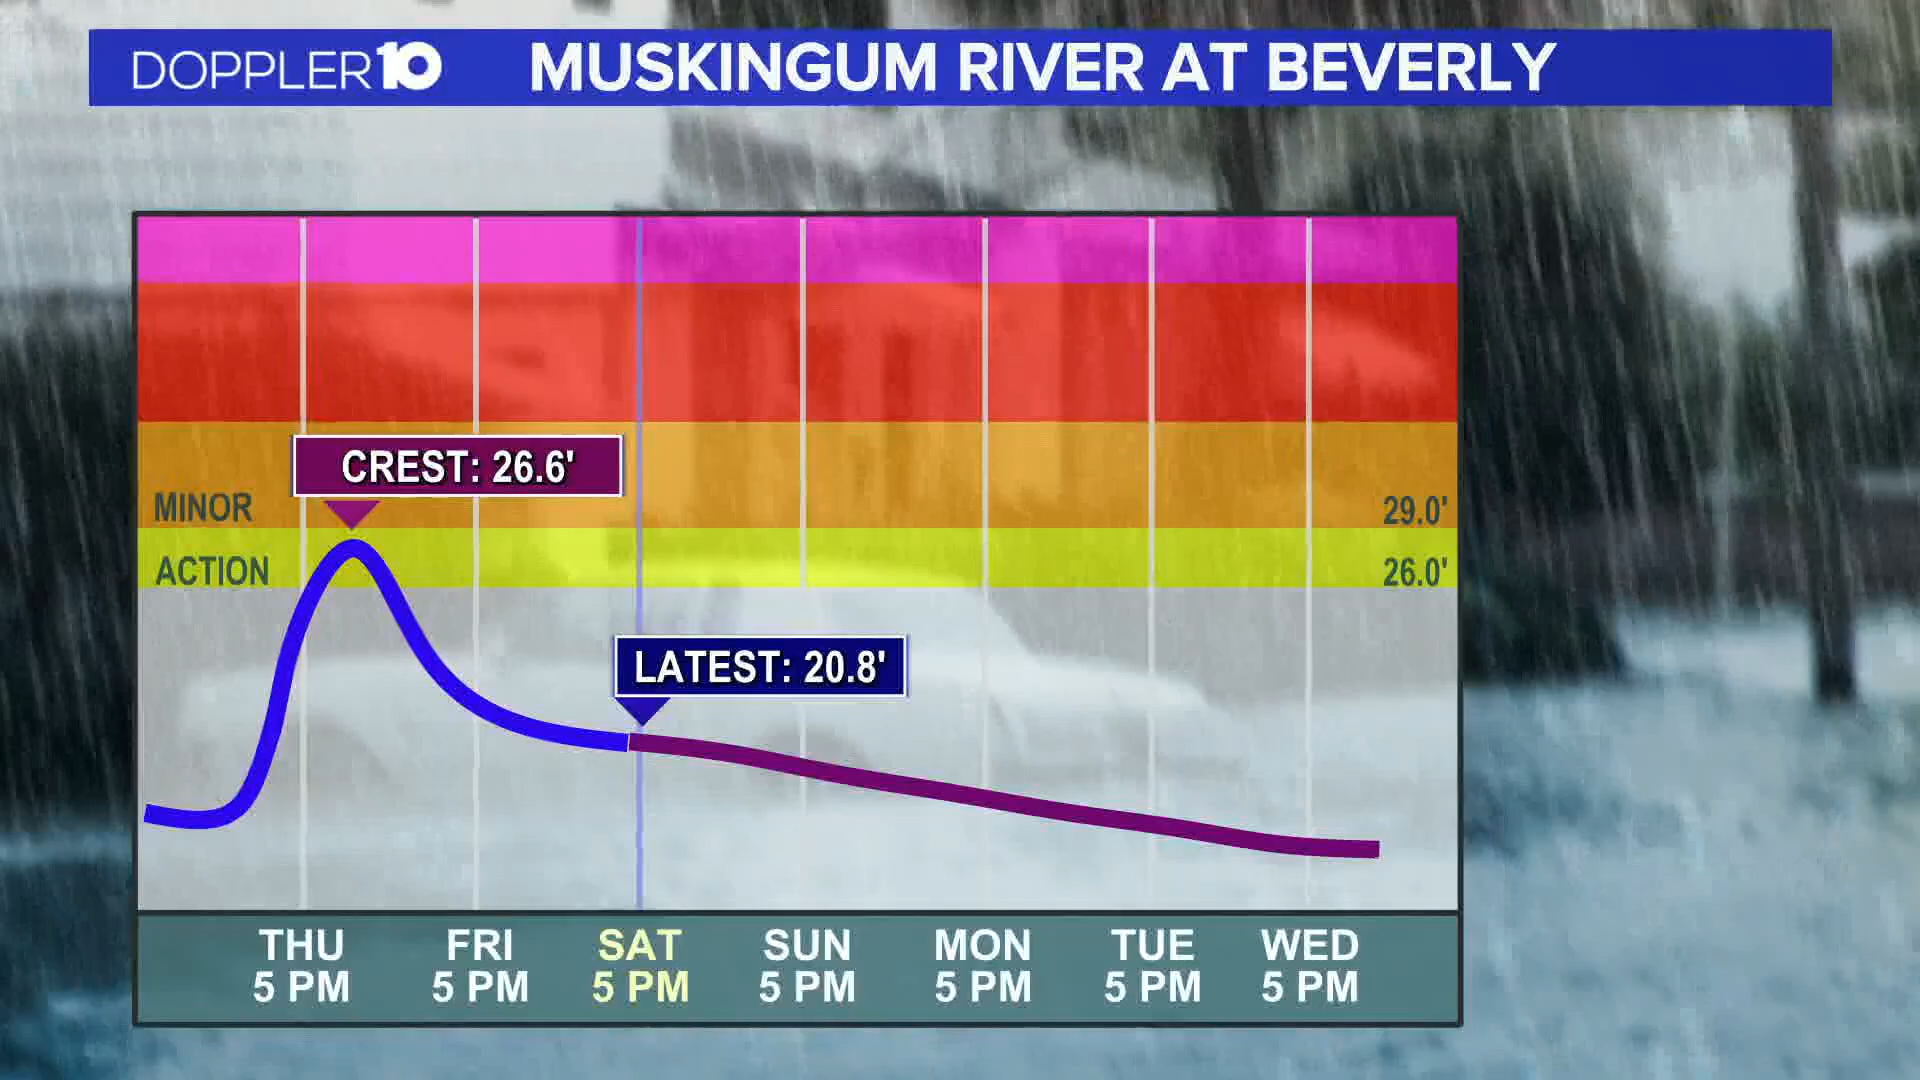 DOPPLER10 MUSKINGUM RIVER AT BEVERLY
CREST: 26.6'
MINOR 29.0'
ACTION 26.0'
LATEST: 20.8'
THU FRI SAT SUN MON TUE WED
5 PM 5 PM 5 PM 5 PM 5 PM 5 PM 5 PM